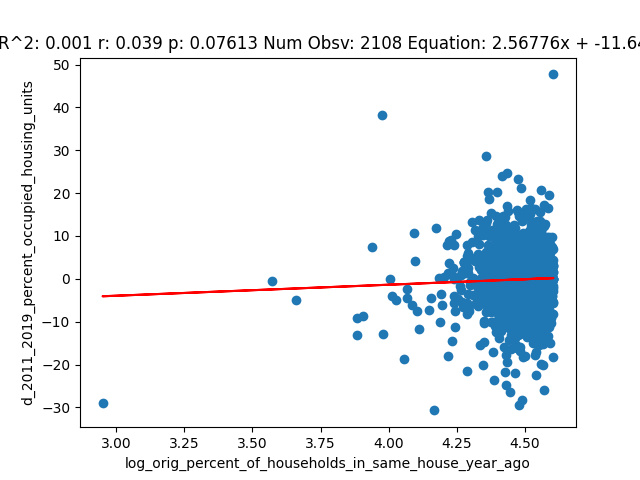 R^2: 0.001 r: 0.039 p: 0.07613 Num Obsv: 2108 Equation: 2.56776x + -11.64
d_2011_2019_percent_occupied_housing_units
50
40
30
20
10
0
−10
−20
−30
3.00 3.25 3.50 3.75 4.00 4.25 4.50
log_orig_percent_of_households_in_same_house_year_ago